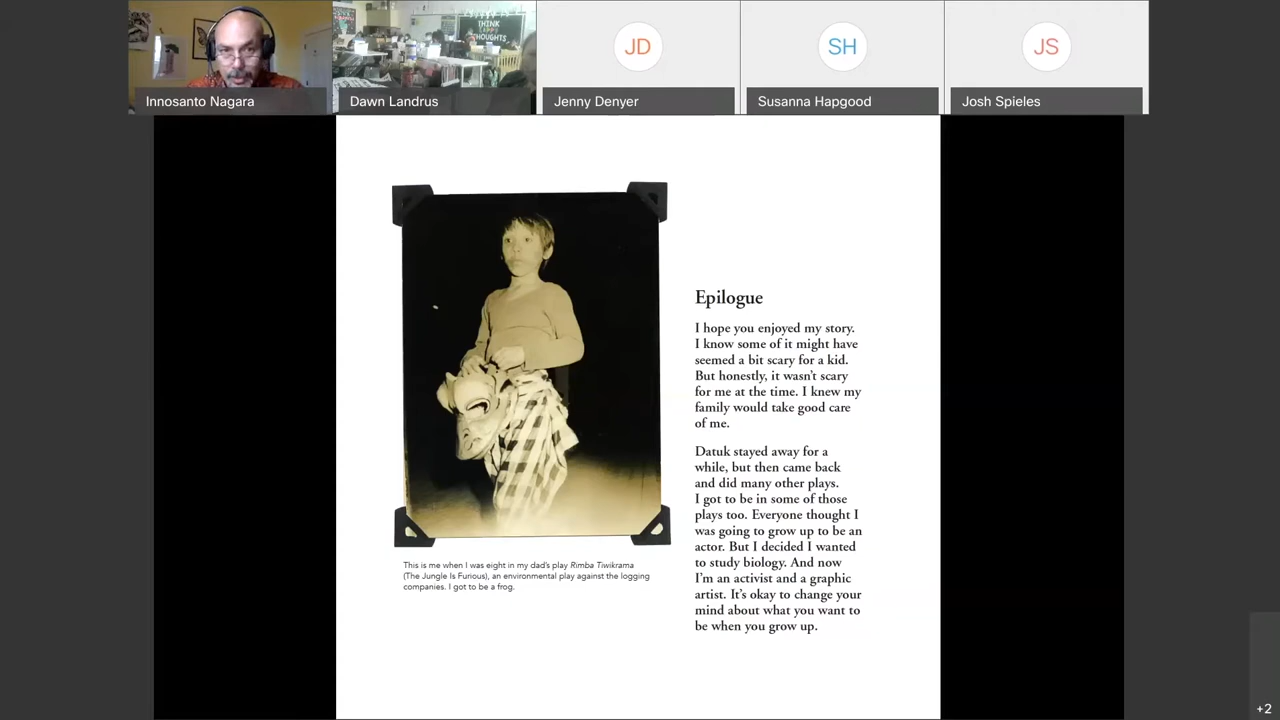 THINK
HAPPY
THOUGHTS
JD
SH
JS
Innosanto Nagara
Dawn Landrus
Jenny Denyer
Susanna Hapgood
Josh Spieles
Epilogue
I hope you enjoyed my story.
I know some of it might have
seemed a bit scary for a kid.
But honestly, it wasn't scary
for me at the time. I knew my
family would take good care
of me.
Datuk stayed away for a
while, but then came back
and did many other plays.
I got to be in some of those
plays too. Everyone thought I
was going to grow up to be an
actor. But I decided I wanted
to study biology. And now
I'm an activist and a graphic
artist. It's okay to change your
mind about what you want to
be when you grow up.
This is me when I was eight in my dad's play Rimba Tiwikrama
(The Jungle Is Furious), an environmental play against the logging
companies. I got to be a frog.
+2